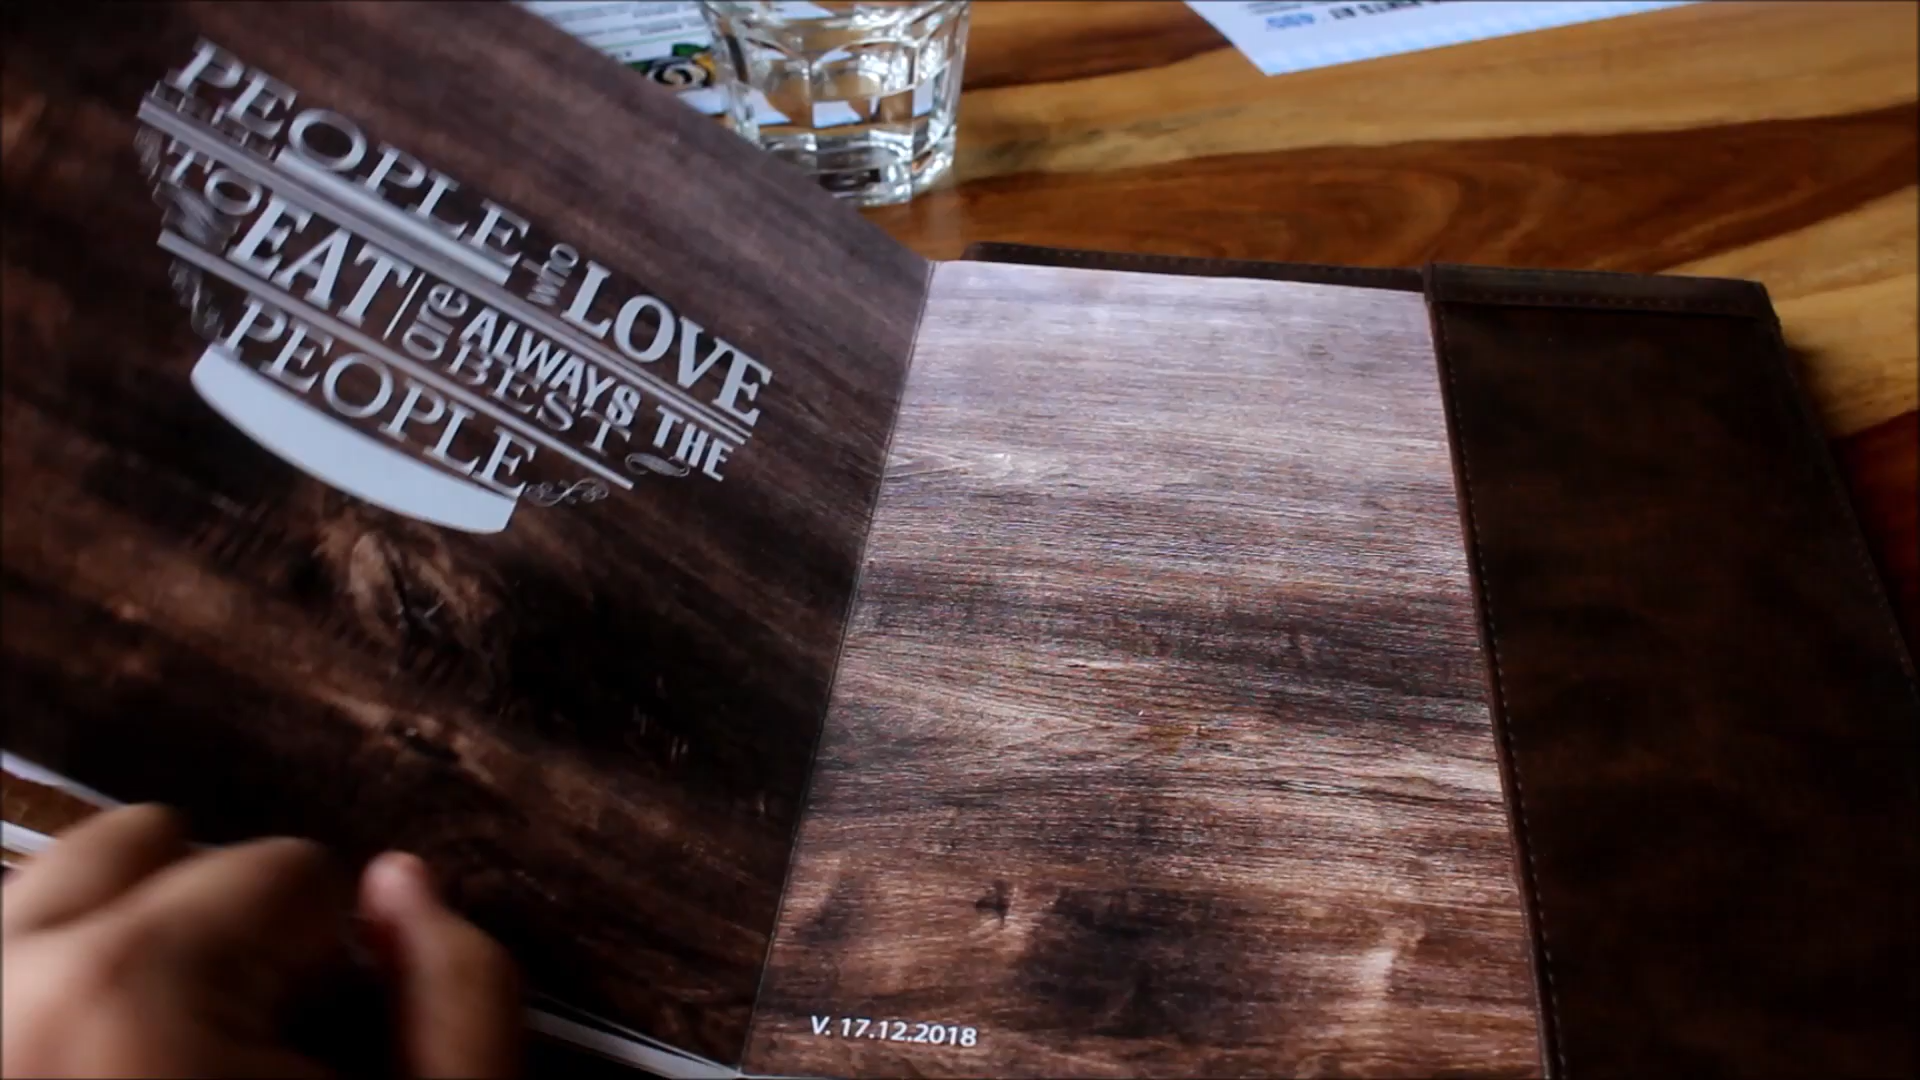 PEOPLE WHO LOVE
TO EAT are ALWAYS THE
BEST
PEOPLE
V. 17.12.2018